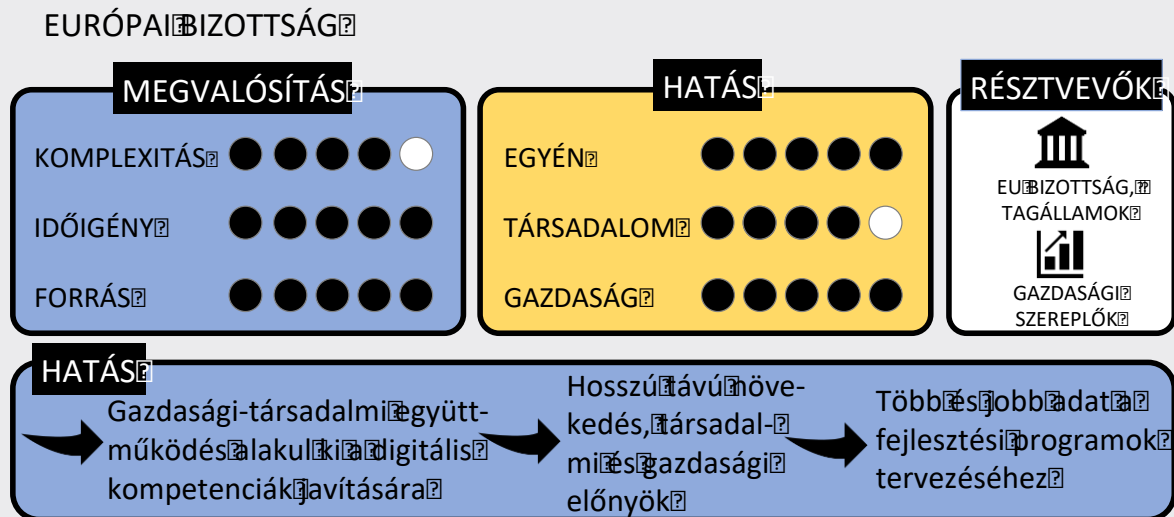 EURÓPAI BIZOTTSÁG
MEGVALÓSÍTÁS
KOMPLEXITÁS
IDŐIGÉNY
FORRÁS
HATÁS
EGYÉN
TÁRSADALOM
GAZDASÁG
RÉSZTVEVŐK
EU BIZOTTSÁG,
TAGÁLLAMOK
GAZDASÁGI
SZEREPLŐK
HATÁS
Gazdasági-társadalmi együtt-
működés alakul ki a digitális
kompetenciák javítására
Hosszú távú növe-
kedés, társadal-
mi és gazdasági
előnyök
Több és jobb adat a
fejlesztési programok
tervezéséhez